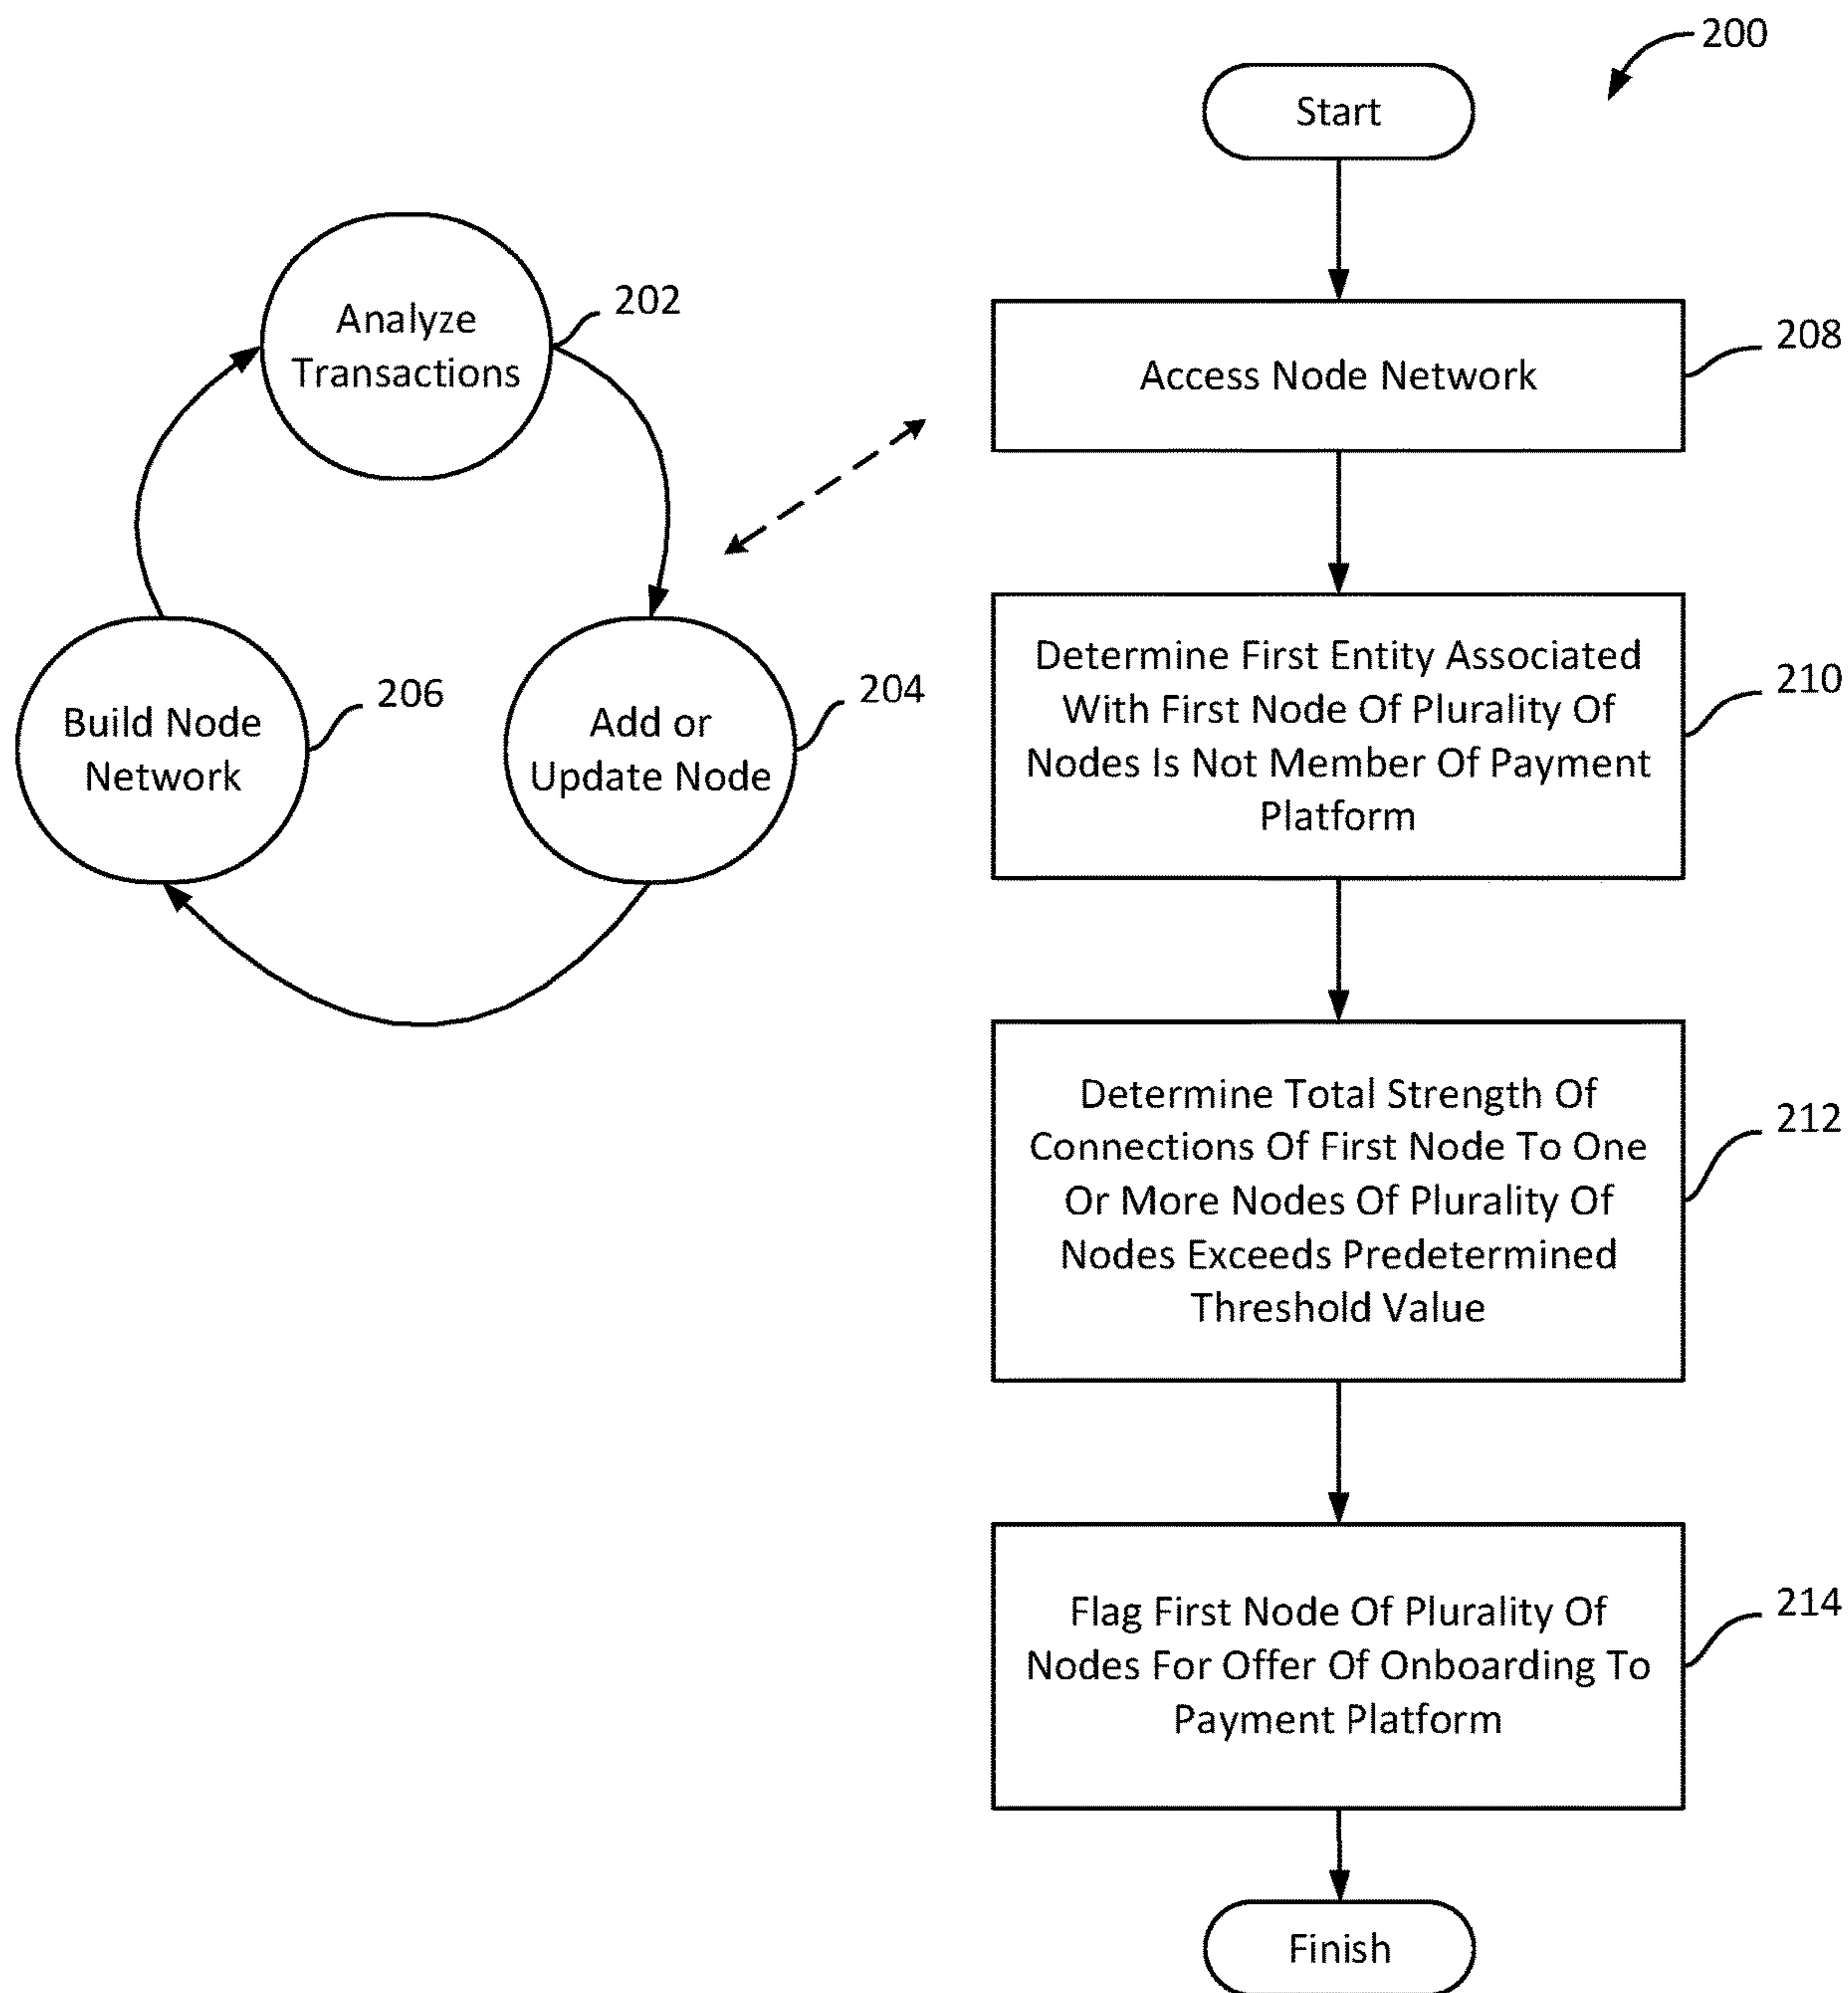 200
Start
Analyze
Transactions
202
Access Node Network
208
Build Node
Network
206
Add or
Update Node
204
Determine First Entity Associated
With First Node Of Plurality Of
Nodes Is Not Member Of Payment
Platform
210
Determine Total Strength Of
Connections Of First Node To One
Or More Nodes Of Plurality Of
Nodes Exceeds Predetermined
Threshold Value
212
Flag First Node Of Plurality Of
Nodes For Offer Of Onboarding To
Payment Platform
214
Finish